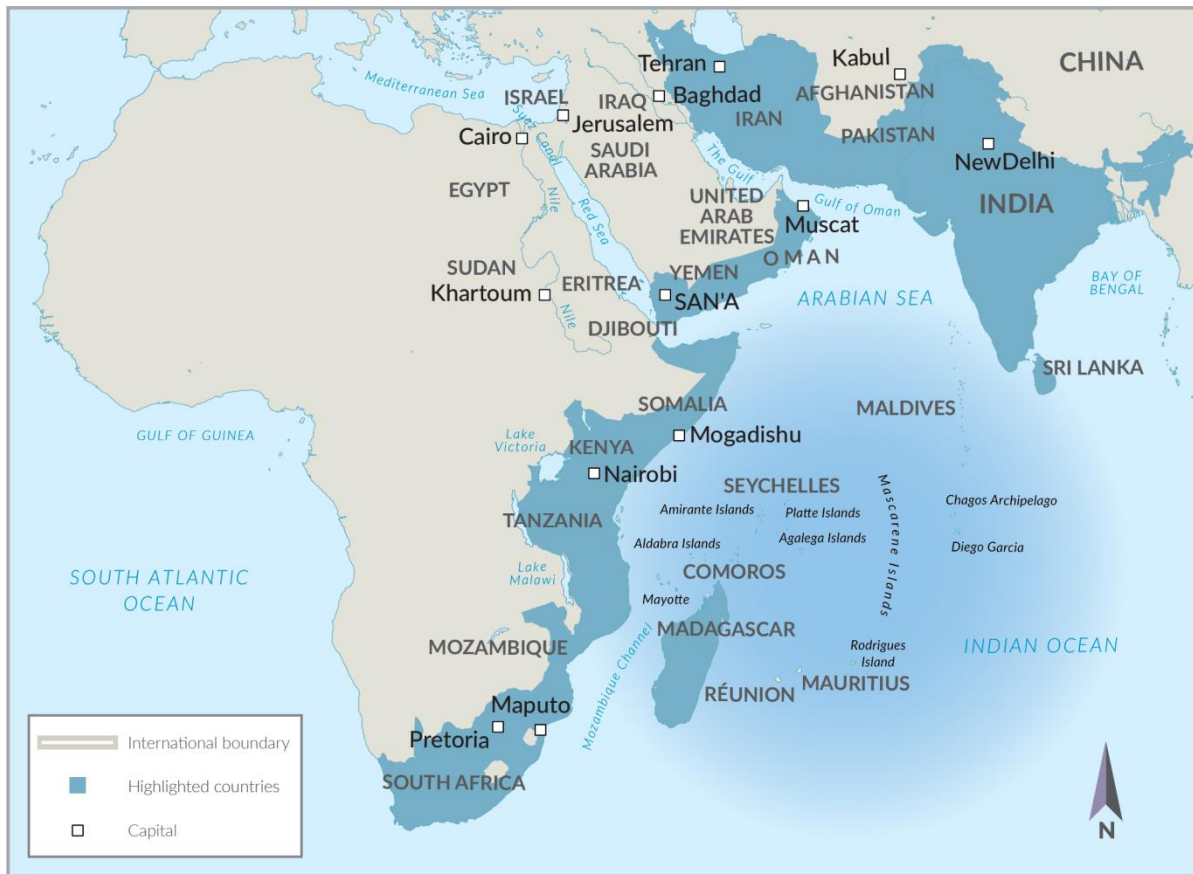 Tehran
Kabul
CHINA
Mediterranean Sea
ISRAEL
IRAQ
Baghdad
AFGHANISTAN
IRAN
Suez Canal
Jerusalem
Cairo
PAKISTAN
SAUDI
ARABIA
The Gulf
NewDelhi
EGYPT
Nile
Red Sea
UNITED
ARAB
EMIRATES
Gulf of Oman
INDIA
Muscat
OMAN
SUDAN
ERITREA
YEMEN
BAY OF
BENGAL
Khartoum
SAN'A
ARABIAN SEA
Nile
DJIBOUTI
SRI LANKA
SOMALIA
MALDIVES
GULF OF GUINEA
Lake
Victoria
KENYA
Mogadishu
Nairobi
SEYCHELLES
Mascarene Islands
Chagos Archipelago
Amirante Islands
Platte Islands
TANZANIA
Agalega Islands
Aldabra Islands
Diego Garcia
SOUTH ATLANTIC
OCEAN
Lake
Malawi
COMOROS
Mayotte
MADAGASCAR
MOZAMBIQUE
Mozambique Channel
Rodrigues
Island
INDIAN OCEAN
RÉUNION
MAURITIUS
Maputo
Pretoria
SOUTH AFRICA
International boundary
Highlighted countries
Capital
N